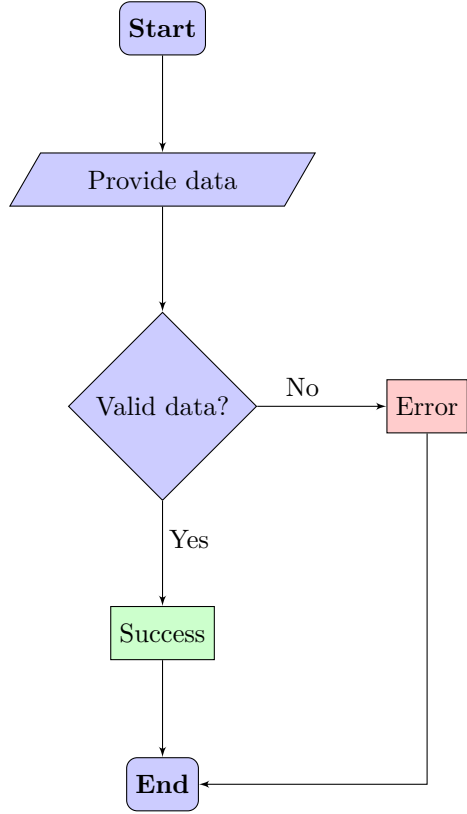 Start
Provide data
Valid data?
No
Error
Yes
Success
End